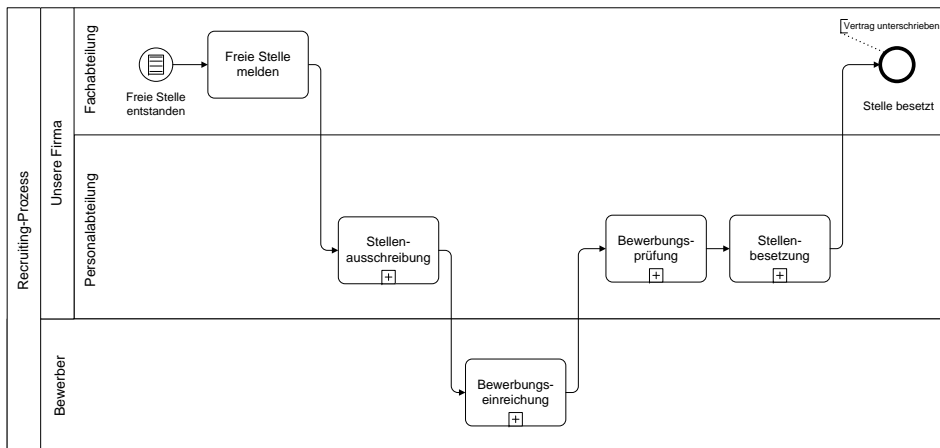 Recruiting-Prozess
Unsere Firma
Fachabteilung
Freie Stelle
entstanden
Freie Stelle
melden
Vertrag unterschrieben
Stelle besetzt
Personalabteilung
Stellen-
ausschreibung
Bewerbungs-
prüfung
Stellen-
besetzung
Bewerber
Bewerbungs-
einreichung